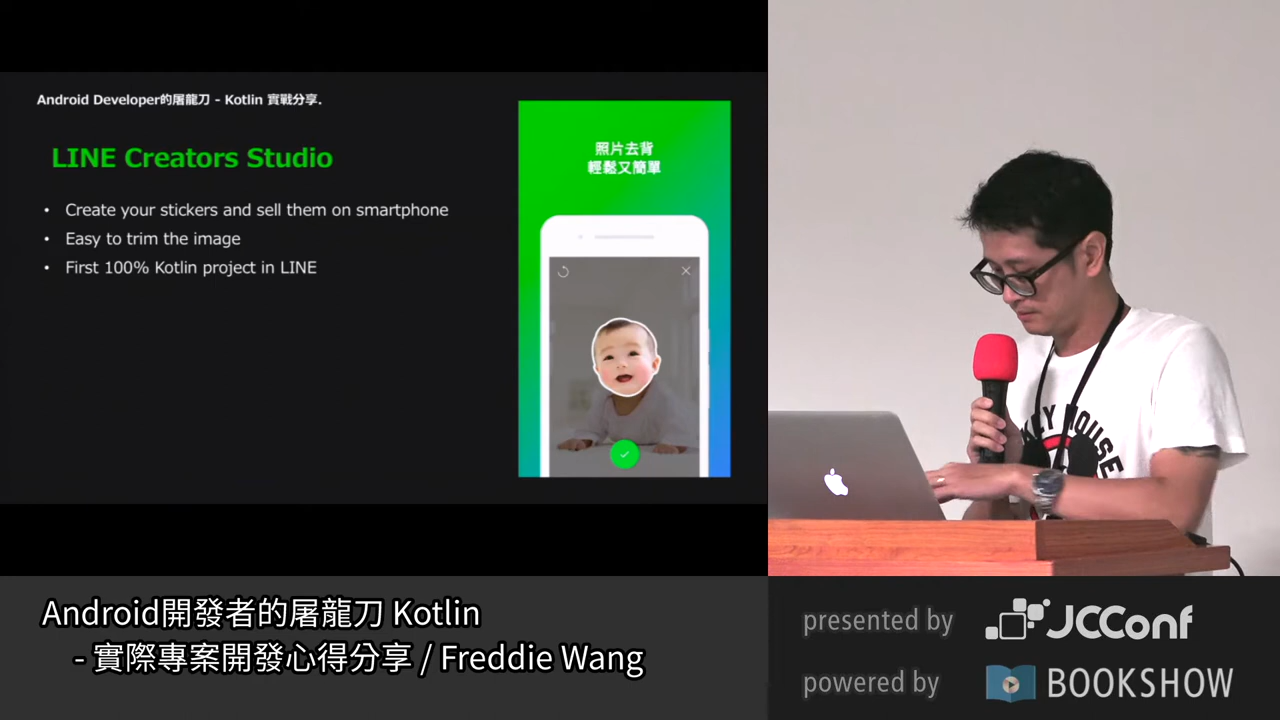 Android Developer的屠龍刀 - Kotlin 實戰分享.
LINE Creators Studio
• Create your stickers and sell them on smartphone
• Easy to trim the image
• First 100% Kotlin project in LINE
照片去背
輕鬆又簡單
KEY HOUSE
Android開發者的屠龍刀 Kotlin
- 實際專案開發心得分享 / Freddie Wang
presented by JCConf
powered by BOOKSHOW